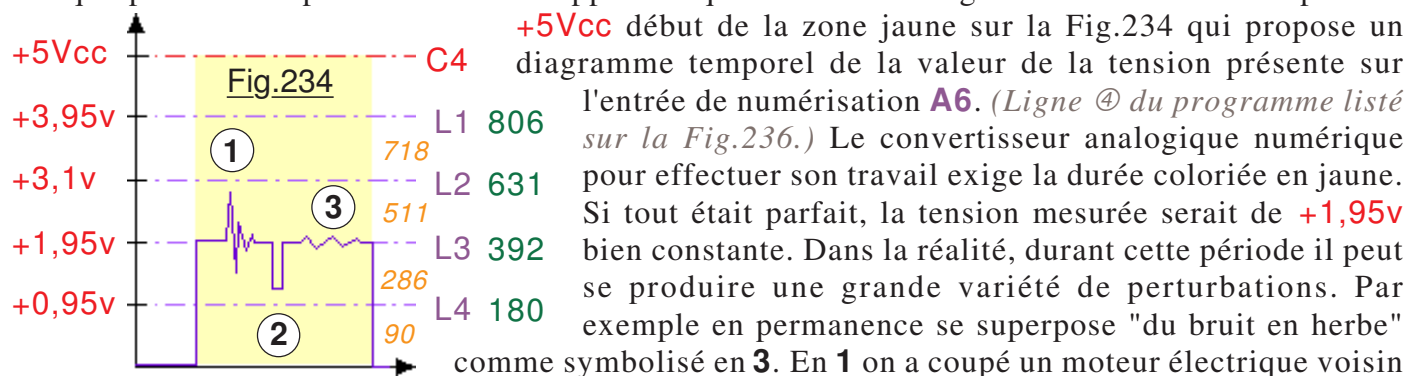 +5Vcc début de la zone jaune sur la Fig.234 qui propose un
diagramme temporel de la valeur de la tension présente sur
l'entrée de numérisation A6. (Ligne ④ du programme listé
sur la Fig.236.) Le convertisseur analogique numérique
pour effectuer son travail exige la durée coloriée en jaune.
Si tout était parfait, la tension mesurée serait de +1,95v
bien constante. Dans la réalité, durant cette période il peut
se produire une grande variété de perturbations. Par
exemple en permanence se superpose "du bruit en herbe"
comme symbolisé en 3. En 1 on a coupé un moteur électrique voisin
+5Vcc C4
Fig.234
+3,95v L1 806
1 718
+3,1v L2 631
3 511
+1,95v L3 392
286
+0,95v L4 180
2 90